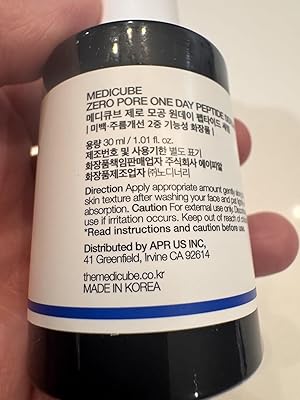 MEDICUBE
ZERO PORE ONE DAY PEPTIDE
메디큐브 제로 모공 원데이 펩타이드 세럼
| 미백·주름개선 2중 기능성 화장품 |
용량 30 ml / 1.01 fl. oz.
제조번호 및 사용기한 별도 표기
화장품책임판매업자 주식회사 에이피알
화장품제조업자 ㈜노디너리
Direction Apply appropriate amount gently along
skin texture after washing your face and pat
absorption. Caution For external use only.
use if irritation occurs. Keep out of reach of
*Read instructions and caution before use.
Distributed by APR US INC,
41 Greenfield, Irvine CA 92614
themedicube.co.kr
MADE IN KOREA